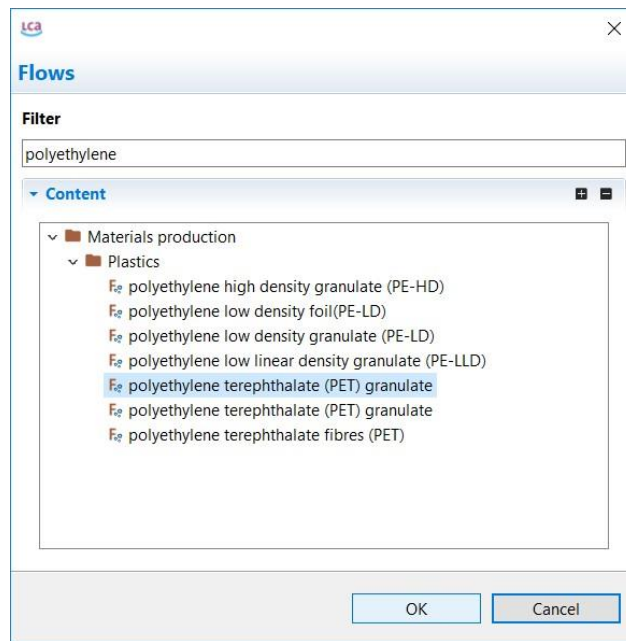 LCA
Flows
Filter
polyethylene
Content
Materials production
Plastics
polyethylene high density granulate (PE-HD)
polyethylene low density foil(PE-LD)
polyethylene low density granulate (PE-LD)
polyethylene low linear density granulate (PE-LLD)
polyethylene terephthalate (PET) granulate
polyethylene terephthalate (PET) granulate
polyethylene terephthalate fibres (PET)
OK Cancel